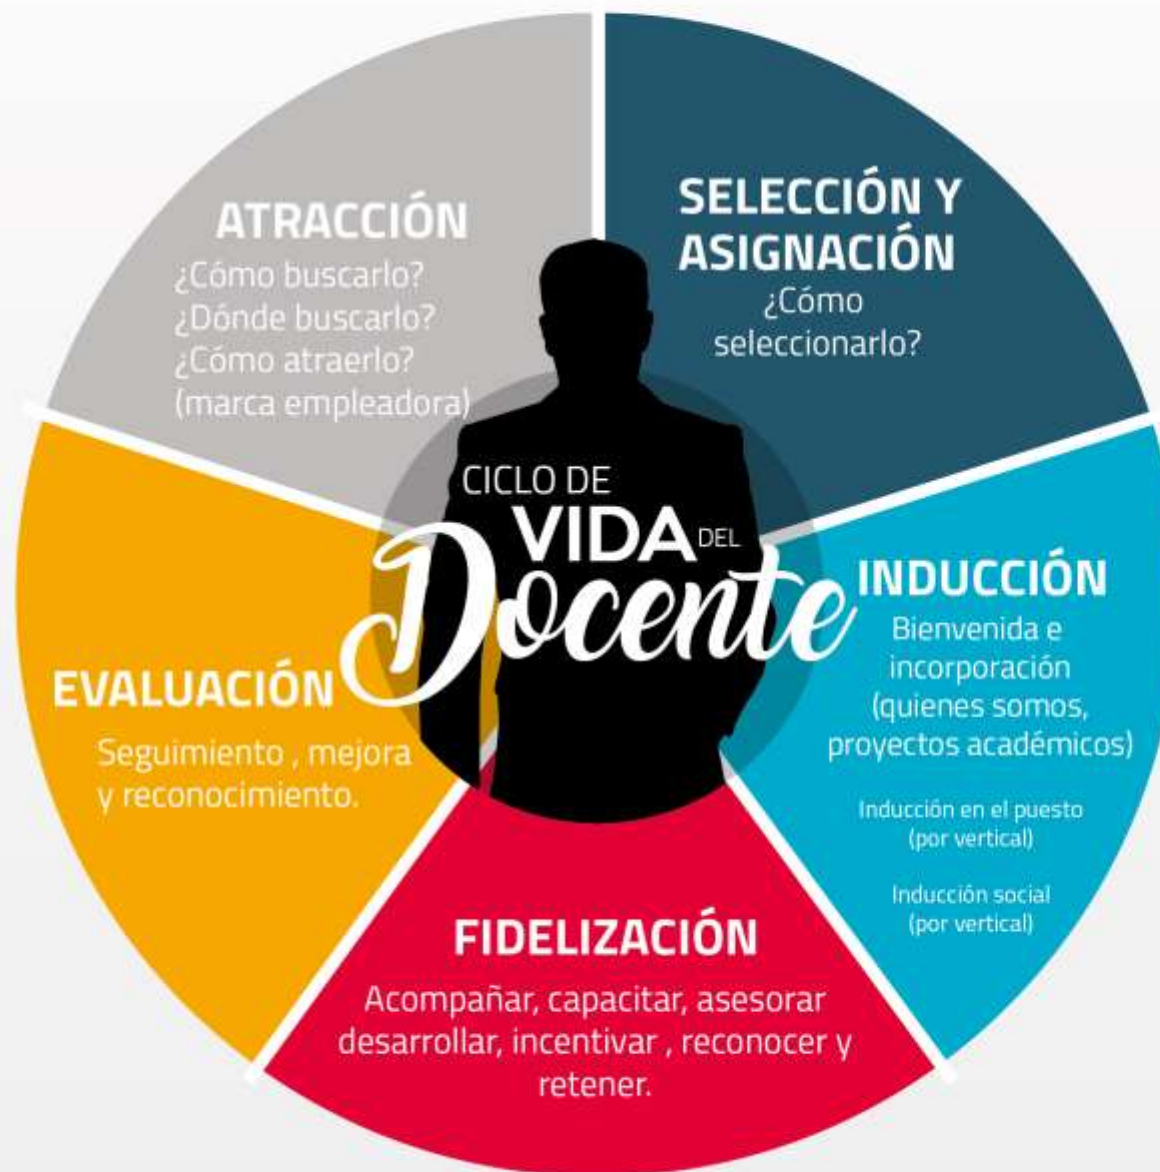 ATRACCIÓN
¿Cómo buscarlo?
¿Dónde buscarlo?
¿Cómo atraerlo?
(marca empleadora)
SELECCIÓN Y
ASIGNACIÓN
¿Cómo
seleccionarlo?
CICLO DE
VIDA DEL
Docente
INDUCCIÓN
Bienvenida e
incorporación
(quienes somos,
proyectos académicos)
Inducción en el puesto
(por vertical)
Inducción social
(por vertical)
FIDELIZACIÓN
Acompañar, capacitar, asesorar
desarrollar, incentivar , reconocer y
retener.
EVALUACIÓN
Seguimiento , mejora
y reconocimiento.